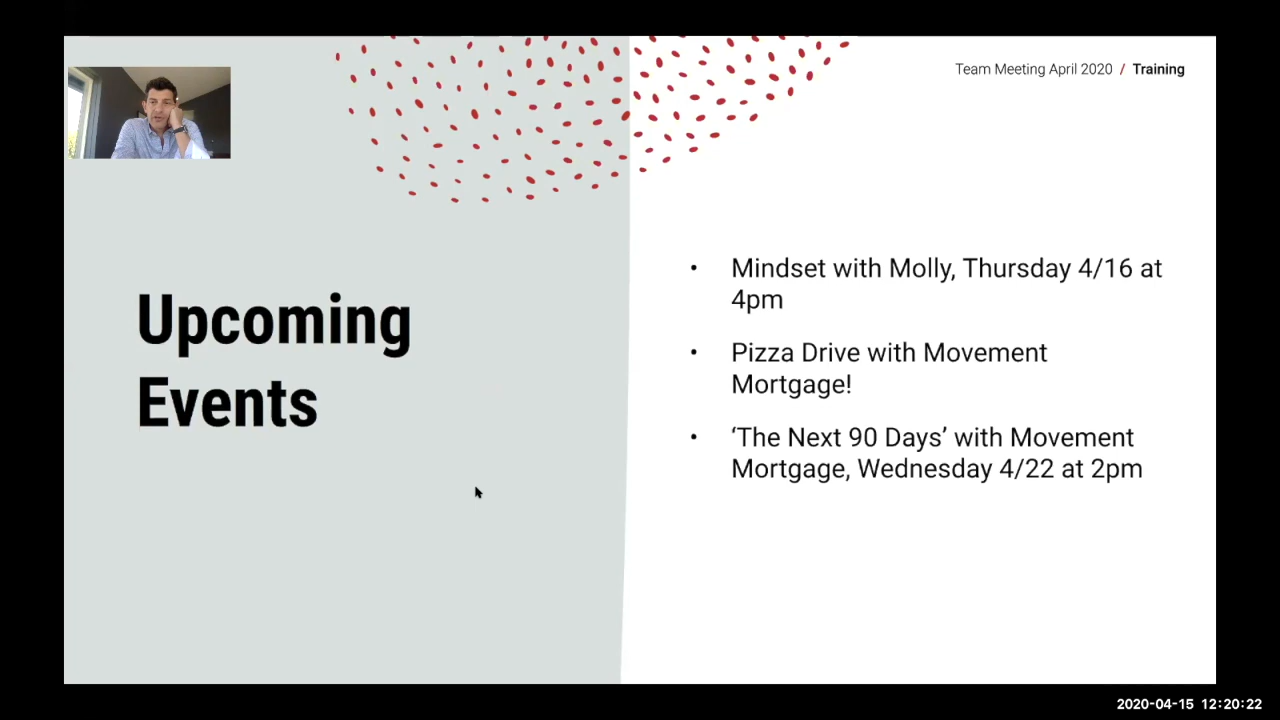 Team Meeting April 2020 / Training
Upcoming
Events
• Mindset with Molly, Thursday 4/16 at
4pm
• Pizza Drive with Movement
Mortgage!
• ‘The Next 90 Days’ with Movement
Mortgage, Wednesday 4/22 at 2pm
2020-04-15 12:20:22